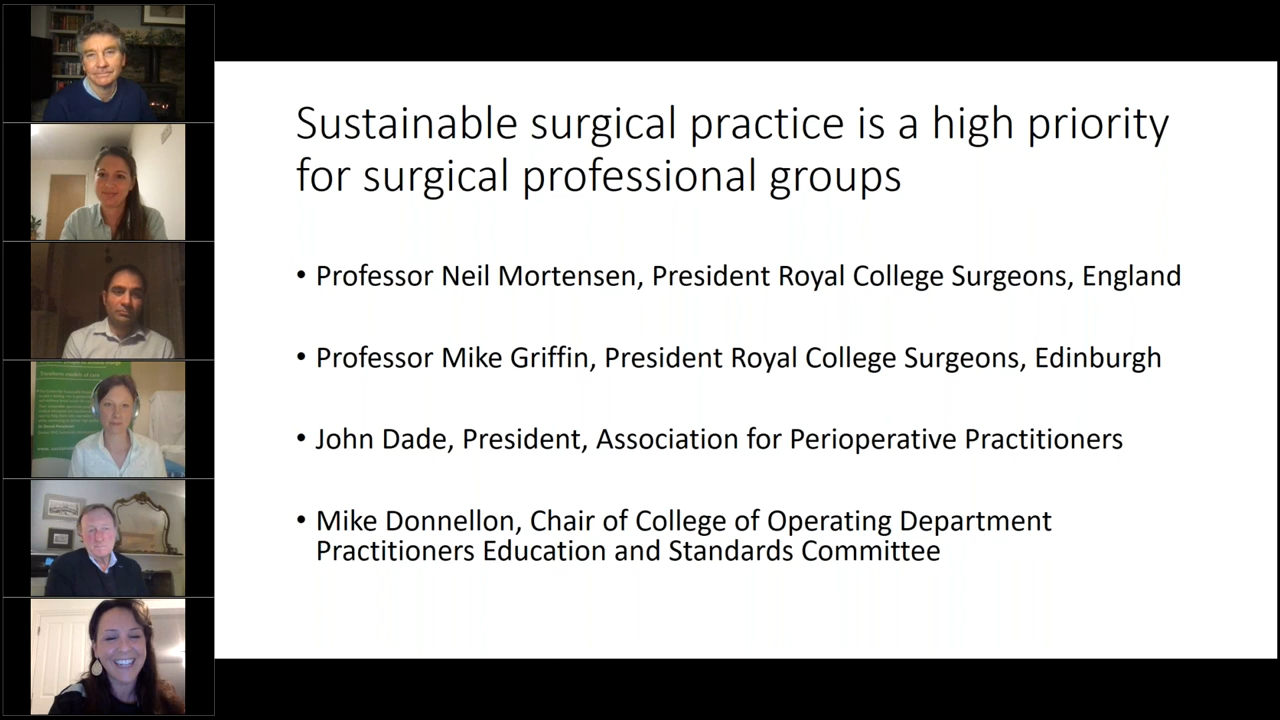 Sustainable surgical practice is a high priority
for surgical professional groups
• Professor Neil Mortensen, President Royal College Surgeons, England
• Professor Mike Griffin, President Royal College Surgeons, Edinburgh
• John Dade, President, Association for Perioperative Practitioners
• Mike Donnellon, Chair of College of Operating Department
Practitioners Education and Standards Committee